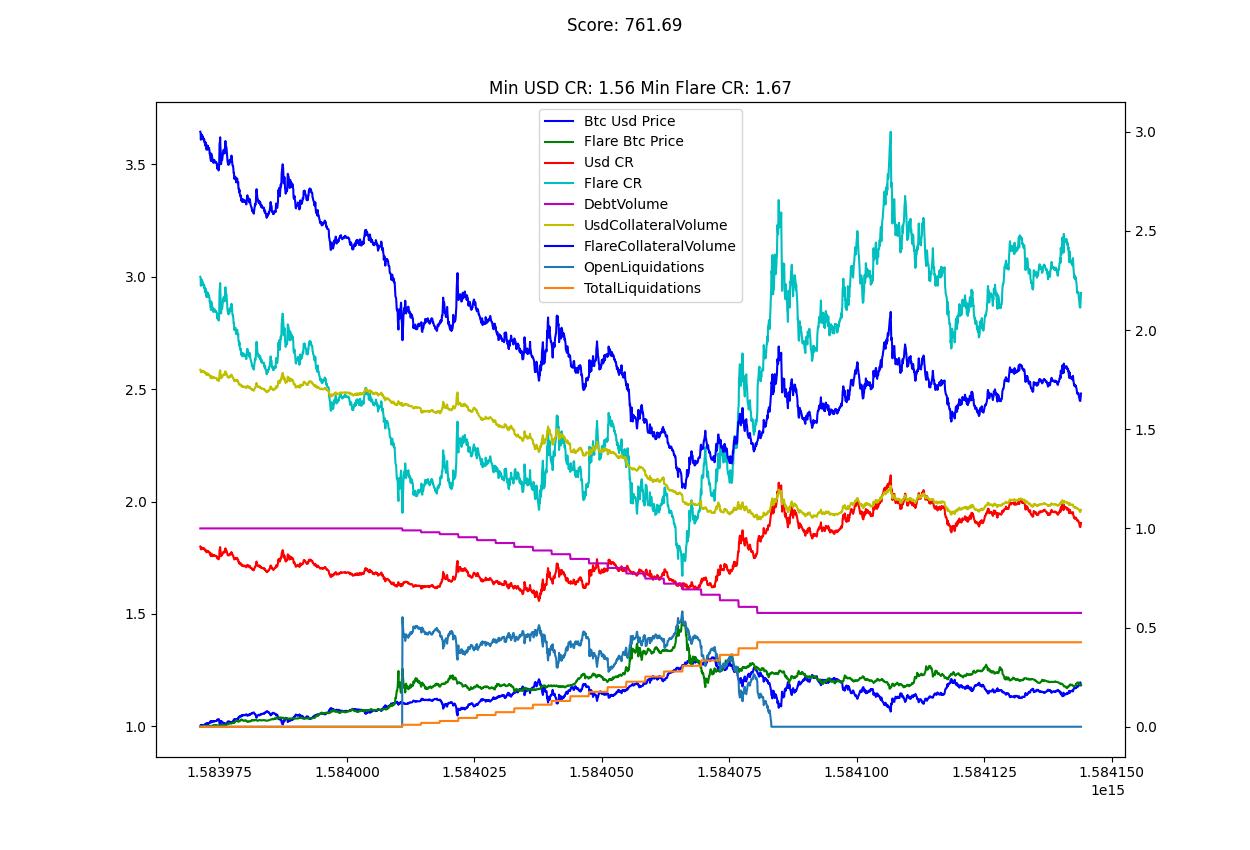 Score: 761.69
Min USD CR: 1.56 Min Flare CR: 1.67
Btc Usd Price
Flare Btc Price
Usd CR
Flare CR
DebtVolume
UsdCollateralVolume
FlareCollateralVolume
OpenLiquidations
TotalLiquidations
3.5
3.0
2.5
2.0
1.5
1.0
3.0
2.5
2.0
1.5
1.0
0.5
0.0
1.583975 1.584000 1.584025 1.584050 1.584075 1.584100 1.584125 1.584150
1e15